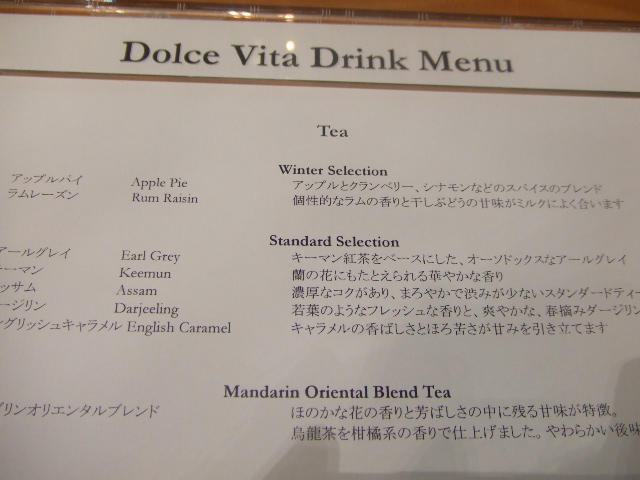 Dolce Vita Drink Menu
Tea
Winter Selection
アップルパイ Apple Pie アップルとクランベリー、シナモンなどのスパイスのブレンド
ラムレーズン Rum Raisin 個性的なラムの香りと干しぶどうの甘味がミルクによく合います
Standard Selection
アールグレイ Earl Grey キーマン紅茶をベースにした、オーソドックスなアールグレイ
ーマン Keemun 蘭の花にもたとえられる華やかな香り
ッサム Assam 濃厚なコクがあり、まろやかで渋みが少ないスタンダードティー
ージリン Darjeeling 若葉のようなフレッシュな香りと、爽やかな、春摘みダージリン
ングリッシュキャラメル English Caramel キャラメルの香ばしさとほろ苦さが甘みを引き立てます
Mandarin Oriental Blend Tea
ダリンオリエンタルブレンド ほのかな花の香りと芳ばしさの中に残る甘味が特徴。
烏龍茶を柑橘系の香りで仕上げました。やわらかい後味